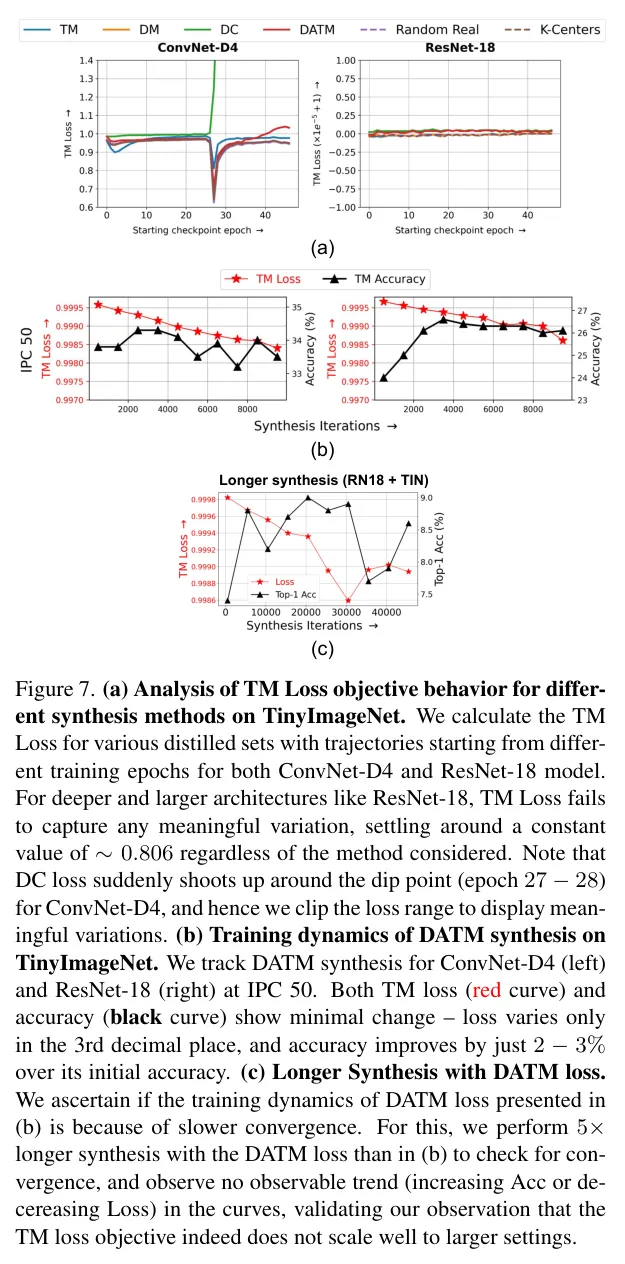 TM DM DC DATM Random Real K-Centers
ConvNet-D4 ResNet-18
1.4
1.3
1.2
1.1
1.0
0.9
0.8
0.7
0.6
TM Loss →
0 10 20 30 40
Starting checkpoint epoch →
1.00
0.75
0.50
0.25
0.00
−0.25
−0.50
−0.75
−1.00
TM Loss (×1e⁻⁵ + 1) →
0 10 20 30 40
Starting checkpoint epoch →
(a)
TM Loss TM Accuracy
IPC 50
TM Loss →
0.9995
0.9990
0.9985
0.9980
0.9975
0.9970
2000 4000 6000 8000
35
34
33
Accuracy (%)
TM Loss →
0.9995
0.9990
0.9985
0.9980
0.9975
0.9970
2000 4000 6000 8000
27
26
25
24
23
Accuracy (%)
Synthesis Iterations →
(b)
Longer synthesis (RN18 + TIN)
TM Loss →
0.9998
0.9996
0.9994
0.9992
0.9990
0.9988
0.9986
Loss
Top-1 Acc
0 10000 20000 30000 40000
9.0
8.5
8.0
7.5
Top-1 Acc (%)
Synthesis Iterations →
(c)
Figure 7. (a) Analysis of TM Loss objective behavior for differ-
ent synthesis methods on TinyImageNet. We calculate the TM
Loss for various distilled sets with trajectories starting from differ-
ent training epochs for both ConvNet-D4 and ResNet-18 model.
For deeper and larger architectures like ResNet-18, TM Loss fails
to capture any meaningful variation, settling around a constant
value of ∼ 0.806 regardless of the method considered. Note that
DC loss suddenly shoots up around the dip point (epoch 27 − 28)
for ConvNet-D4, and hence we clip the loss range to display mean-
ingful variations. (b) Training dynamics of DATM synthesis on
TinyImageNet. We track DATM synthesis for ConvNet-D4 (left)
and ResNet-18 (right) at IPC 50. Both TM loss (red curve) and
accuracy (black curve) show minimal change – loss varies only
in the 3rd decimal place, and accuracy improves by just 2 − 3%
over its initial accuracy. (c) Longer Synthesis with DATM loss.
We ascertain if the training dynamics of DATM loss presented in
(b) is because of slower convergence. For this, we perform 5×
longer synthesis with the DATM loss than in (b) to check for con-
vergence, and observe no observable trend (increasing Acc or de-
cereasing Loss) in the curves, validating our observation that the
TM loss objective indeed does not scale well to larger settings.